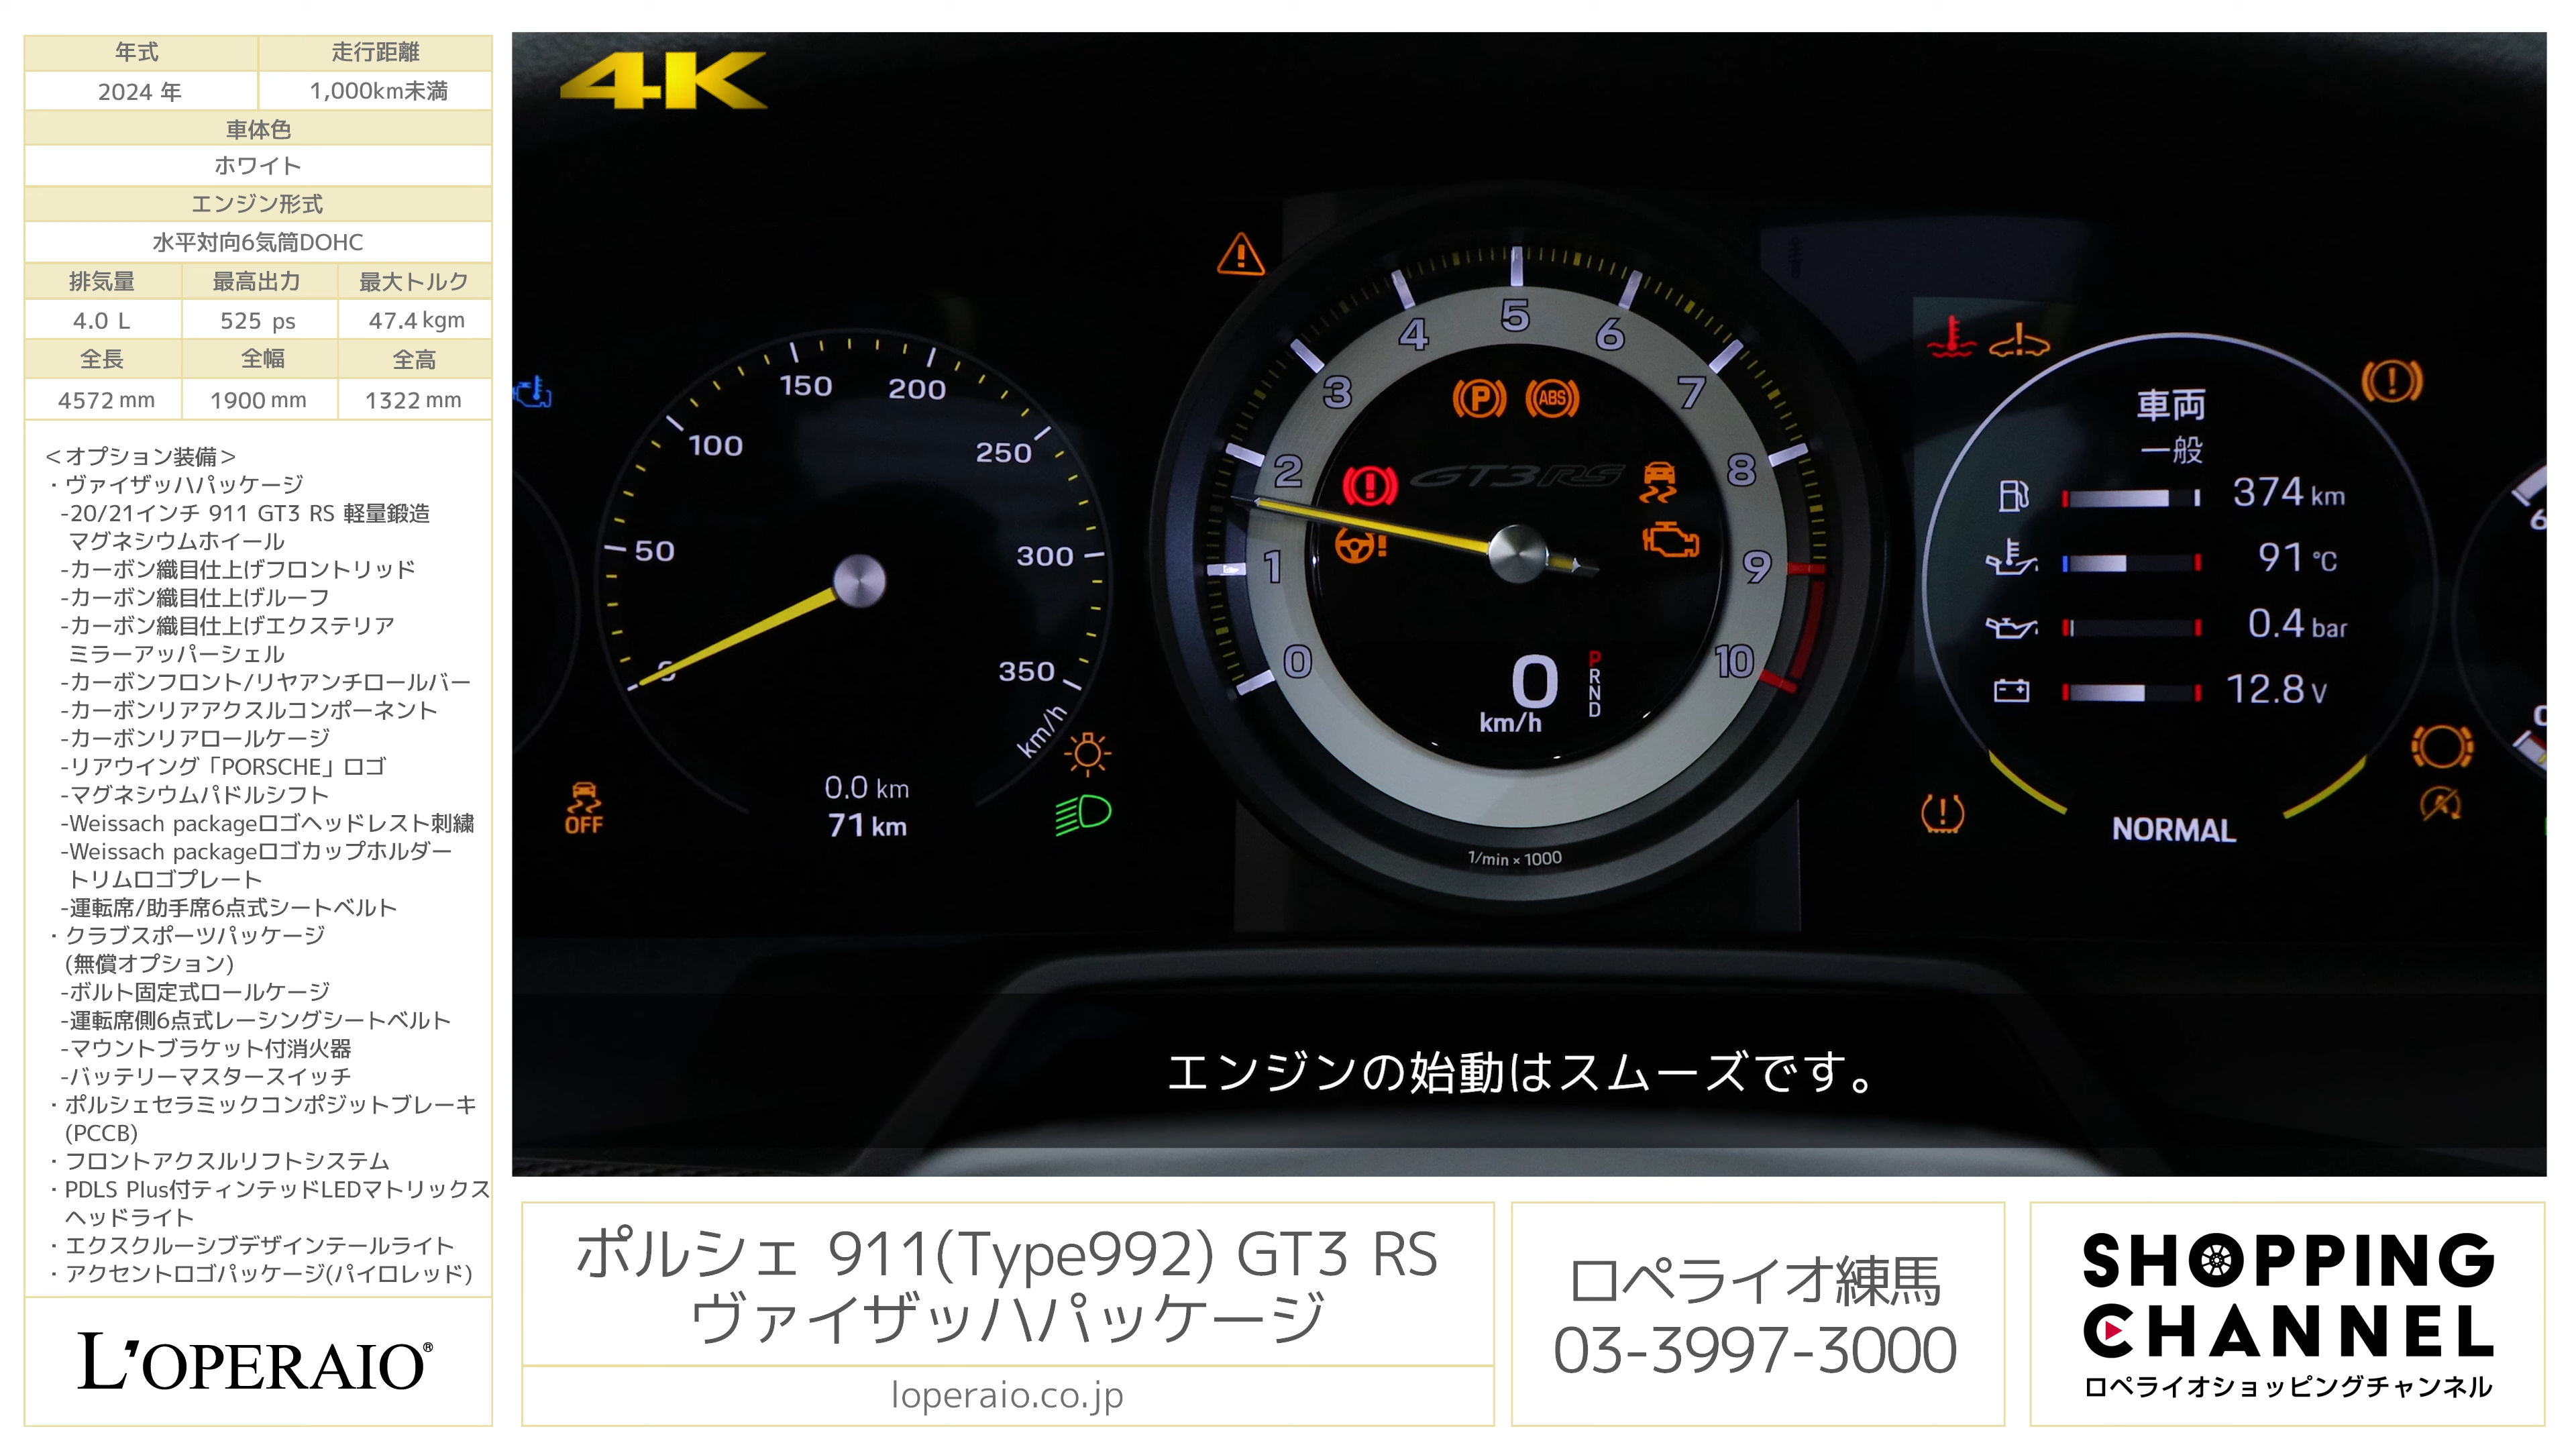 年式
走行距離
2024 年
1,000km未満
車体色
ホワイト
エンジン形式
水平対向6気筒DOHC
排気量
最高出力
最大トルク
4.0 L
525 ps
47.4 kgm
全長
全幅
全高
4572 mm
1900 mm
1322 mm
＜オプション装備＞
・ヴァイザッハパッケージ
-20/21インチ 911 GT3 RS 軽量鍛造
マグネシウムホイール
-カーボン織目仕上げフロントリッド
-カーボン織目仕上げルーフ
-カーボン織目仕上げエクステリア
ミラーアッパーシェル
-カーボンフロント/リヤアンチロールバー
-カーボンリアアクスルコンポーネント
-カーボンリアロールケージ
-リアウイング「PORSCHE」ロゴ
-マグネシウムパドルシフト
-Weissach packageロゴヘッドレスト刺繍
-Weissach packageロゴカップホルダー
トリムロゴプレート
-運転席/助手席6点式シートベルト
・クラブスポーツパッケージ
(無償オプション)
-ボルト固定式ロールケージ
-運転席側6点式レーシングシートベルト
-マウントブラケット付消火器
-バッテリーマスタースイッチ
・ポルシェセラミックコンポジットブレーキ
(PCCB)
・フロントアクスルリフトシステム
・PDLS Plus付ティンテッドLEDマトリックス
ヘッドライト
・エクスクルーシブデザインテールライト
・アクセントロゴパッケージ(パイロレッド)
L'OPERAIO®
4K
0
50
100
150
200
250
300
350
km/h
0.0 km
71 km
OFF
0
1
2
3
4
5
6
7
8
9
10
P
ABS
GT3RS
0
km/h
P
R
N
D
1/min × 1000
車両
一般
374 km
91 °C
0.4 bar
12.8 V
NORMAL
6
エンジンの始動はスムーズです。
ポルシェ 911(Type992) GT3 RS
ヴァイザッハパッケージ
loperaio.co.jp
ロペライオ練馬
03-3997-3000
SHOPPING
CHANNEL
ロペライオショッピングチャンネル